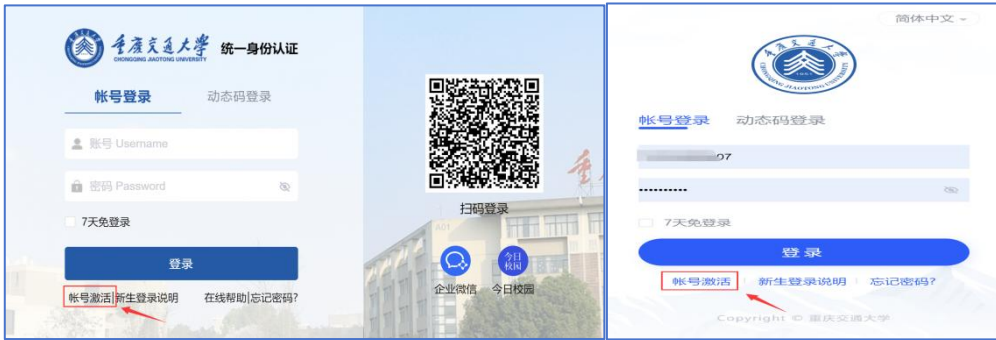 重庆交通大学 统一身份认证
CHONGQING JIAOTONG UNIVERSITY
帐号登录 动态码登录
账号 Username
密码 Password
7天免登录
登录
帐号激活|新生登录说明 在线帮助|忘记密码?
A01
扫码登录
今日校园
企业微信 今日校园
简体中文
CHONGQING JIAOTONG UNIVERSITY
1951
帐号登录 动态码登录
07
7天免登录
登录
帐号激活 新生登录说明 忘记密码?
Copyright © 重庆交通大学